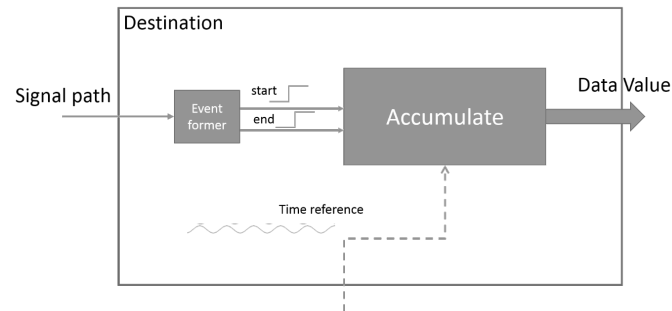 Destination
Signal path
Event
former
start
end
Accumulate
Data Value
Time reference